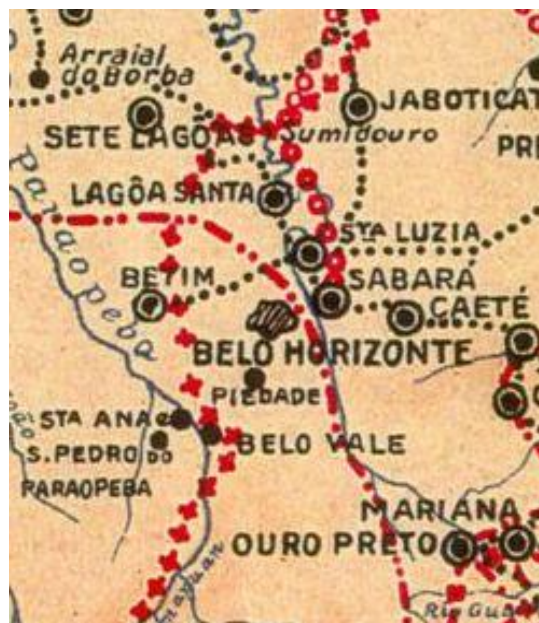 Arraial
do Borba
JABOTICAT
SETE LAGÔAS
Sumidouro
PRE
LAGÔA SANTA
Paraopeba
STA LUZIA
BETIM
SABARÁ
CAETÉ
BELO HORIZONTE
PIEDADE
STA ANA
BELO VALE
S. PEDRO DO
PARAOPEBA
MARIANA
OURO PRETO